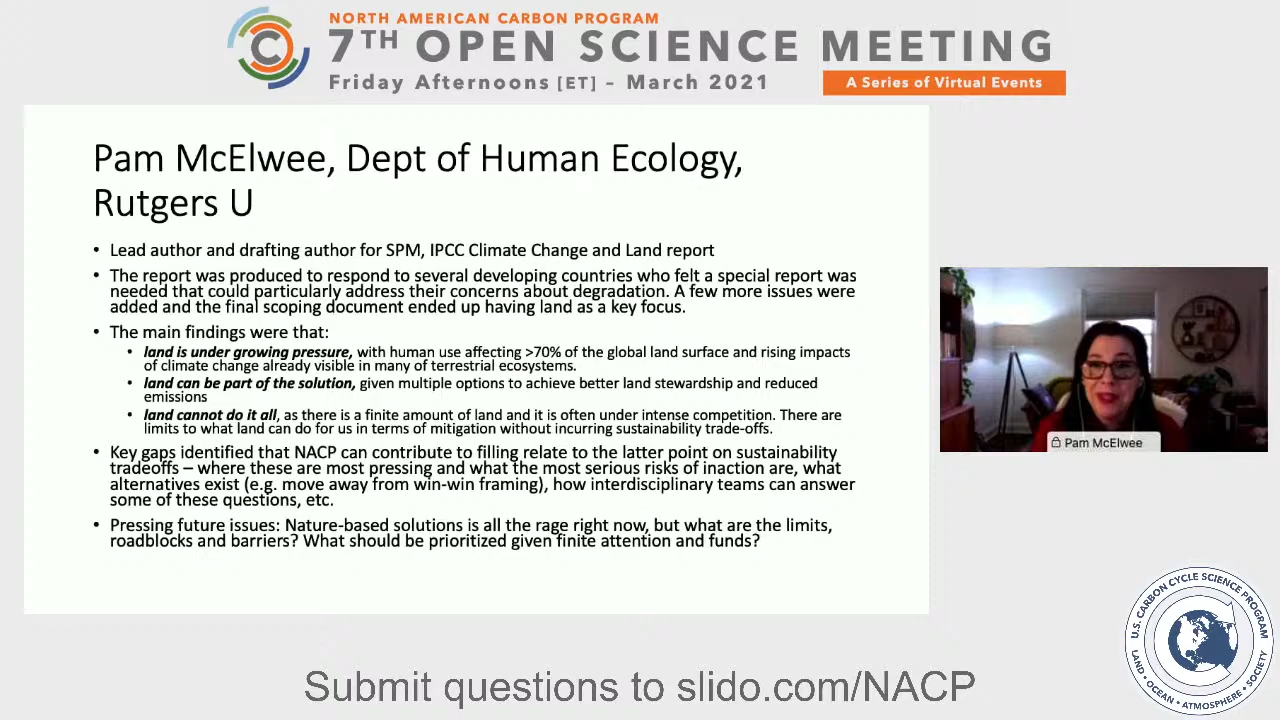 NORTH AMERICAN CARBON PROGRAM
7TH OPEN SCIENCE MEETING
Friday Afternoons [ET] – March 2021
A Series of Virtual Events
Pam McElwee, Dept of Human Ecology,
Rutgers U
• Lead author and drafting author for SPM, IPCC Climate Change and Land report
• The report was produced to respond to several developing countries who felt a special report was
needed that could particularly address their concerns about degradation. A few more issues were
added and the final scoping document ended up having land as a key focus.
• The main findings were that:
• land is under growing pressure, with human use affecting >70% of the global land surface and rising impacts
of climate change already visible in many of terrestrial ecosystems.
• land can be part of the solution, given multiple options to achieve better land stewardship and reduced
emissions
• land cannot do it all, as there is a finite amount of land and it is often under intense competition. There are
limits to what land can do for us in terms of mitigation without incurring sustainability trade-offs.
• Key gaps identified that NACP can contribute to filling relate to the latter point on sustainability
tradeoffs – where these are most pressing and what the most serious risks of inaction are, what
alternatives exist (e.g. move away from win-win framing), how interdisciplinary teams can answer
some of these questions, etc.
• Pressing future issues: Nature-based solutions is all the rage right now, but what are the limits,
roadblocks and barriers? What should be prioritized given finite attention and funds?
Pam McElwee
U.S. CARBON CYCLE SCIENCE PROGRAM
LAND • OCEAN • ATMOSPHERE • SOCIETY
Submit questions to slido.com/NACP